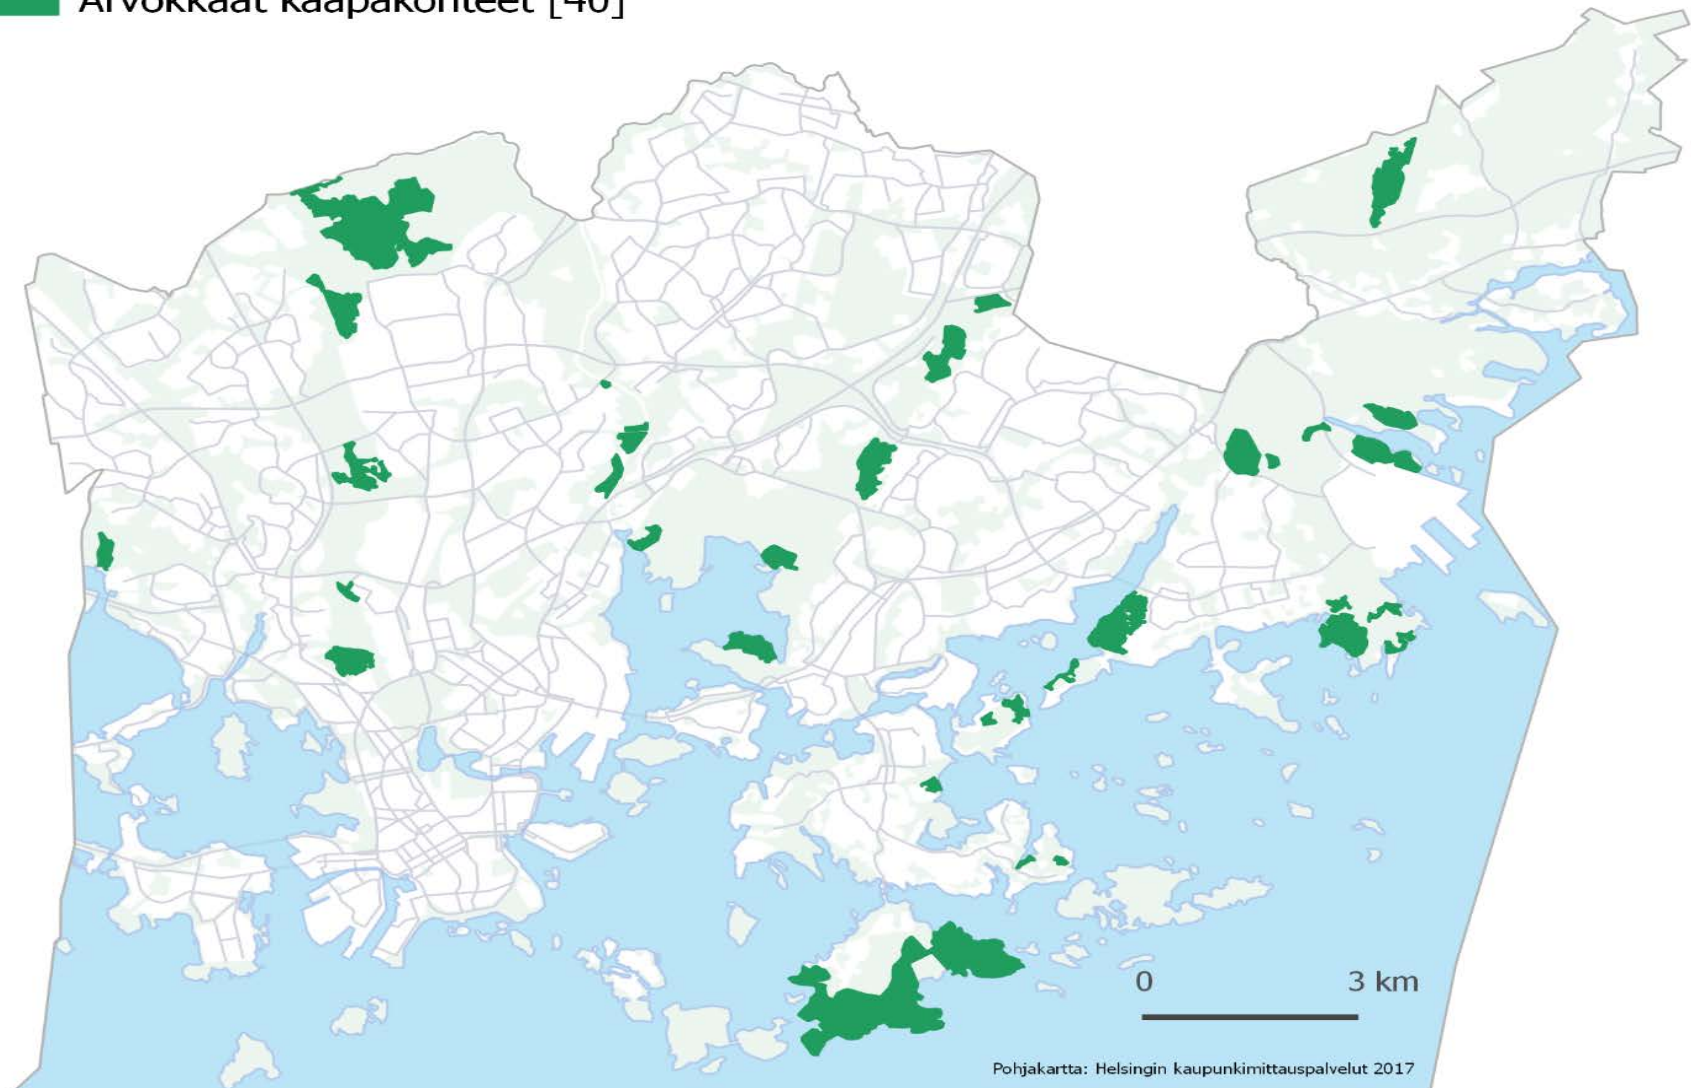 Arvokkaat kääpäkohteet [40]
0 3 km
Pohjakartta: Helsingin kaupunkimittauspalvelut 2017